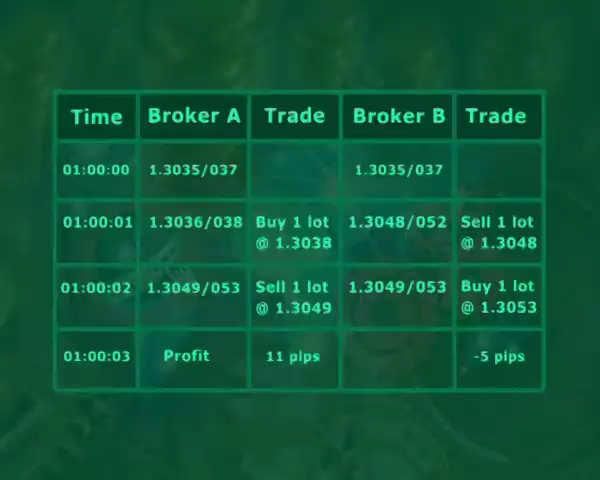 Time Broker A Trade Broker B Trade
01:00:00 1.3035/037 1.3035/037
01:00:01 1.3036/038 Buy 1 lot @ 1.3038 1.3048/052 Sell 1 lot @ 1.3048
01:00:02 1.3049/053 Sell 1 lot @ 1.3049 1.3049/053 Buy 1 lot @ 1.3053
01:00:03 Profit 11 pips -5 pips